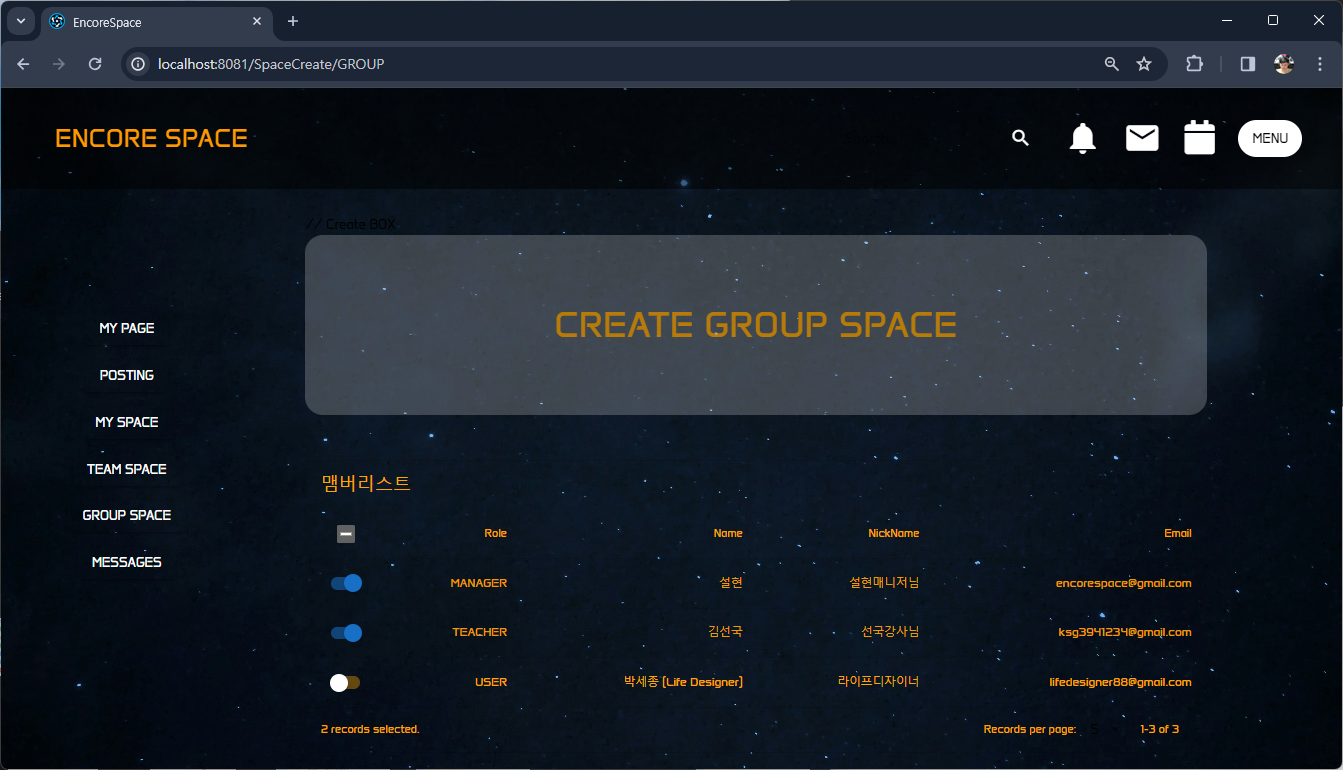 EncoreSpace
localhost:8081/SpaceCreate/GROUP
ENCORE SPACE
MENU
// Create BOX
CREATE GROUP SPACE
MY PAGE
POSTING
MY SPACE
TEAM SPACE
GROUP SPACE
MESSAGES
맴버리스트
Role Name NickName Email
MANAGER 설현 설현매니저님 encorespace@gmail.com
TEACHER 김선국 선국강사님 ksg3941234@gmail.com
USER 박세종 (Life Designer) 라이프디자이너 lifedesigner88@gmail.com
2 records selected. Records per page: 5 1-3 of 3